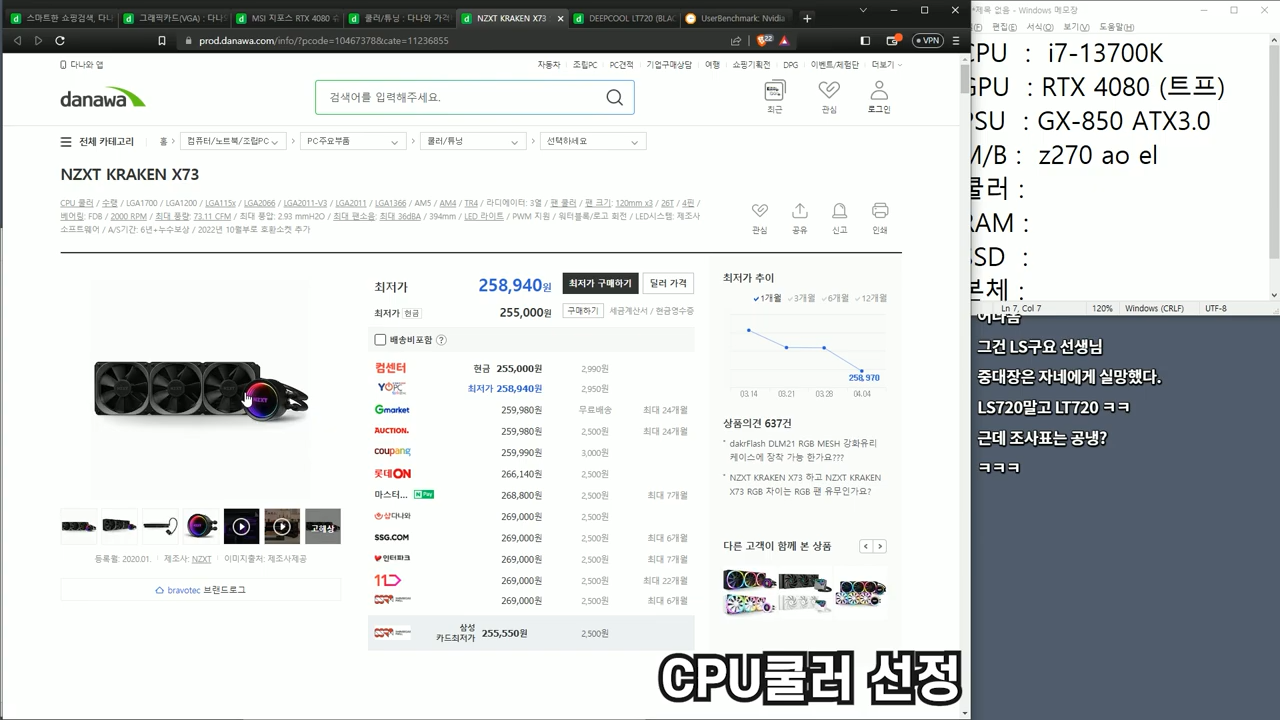 스마트한 쇼핑검색, 다나
그래픽카드(VGA) : 다나
MSI 지포스 RTX 4080 수
쿨러/튜닝 : 다나와 가격
NZXT KRAKEN X73
DEEPCOOL LT720 (BLAC
UserBenchmark: Nvidia
prod.danawa.com/info/?pcode=10467378&cate=11236855
22
VPN
다나와 앱
자동차 조립PC PC견적 기업구매상담 여행 쇼핑기획전 DPG 이벤트/체험단 더보기
danawa
검색어를 입력해주세요.
최근 관심 로그인
전체 카테고리 홈 컴퓨터/노트북/조립PC PC주요부품 쿨러/튜닝 선택하세요
NZXT KRAKEN X73
CPU 쿨러 / 수랭 / LGA1700 / LGA1200 / LGA115x / LGA2066 / LGA2011-V3 / LGA2011 / LGA1366 / AM5 / AM4 / TR4 / 라디에이터: 3열 / 팬 쿨러 / 팬 크기: 120mm x3 / 26T / 4핀 /
베어링: FDB / 2000 RPM / 최대 풍량: 73.11 CFM / 최대 풍압: 2.93 mmH2O / 최대 팬소음: 최대 36dBA / 394mm / LED 라이트 / PWM 지원 / 워터블록/로고 회전 / LED시스템: 제조사
소프트웨어 / A/S기간: 6년+누수보상 / 2022년 10월부로 호환소켓 추가
관심 공유 신고 인쇄
최저가 258,940원 최저가 구매하기 딜러 가격
최저가 현금 255,000원 구매하기 세금계산서 / 현금영수증
배송비포함 ?
컴센터 현금 255,000원 2,990원
최저가 258,940원 2,950원
Gmarket 259,980원 무료배송 최대 24개월
AUCTION. 259,980원 2,500원 최대 24개월
coupang 259,990원 3,000원
롯데ON 266,140원 2,500원
마스터... N Pay 268,800원 2,500원 최대 7개월
샵다나와 269,000원 2,500원
SSG.COM 269,000원 2,500원 최대 6개월
인터파크 269,000원 2,500원 최대 7개월
11 269,000원 2,500원 최대 22개월
269,000원 2,500원 최대 6개월
삼성
카드최저가 255,550원 2,500원
고해상
등록월: 2020.01. 제조사: NZXT 이미지출처: 제조사제공
bravotec 브랜드로그
최저가 추이
1개월 3개월 6개월 12개월
258,970
03.14 03.21 03.28 04.04
상품의견 637건
dakrFlash DLM21 RGB MESH 강화유리
케이스에 장착 가능 한가요???
NZXT KRAKEN X73 하고 NZXT KRAKEN
X73 RGB 차이는 RGB 팬 유무인가요?
다른 고객이 함께 본 상품
*제목 없음 - Windows 메모장
편집(E) 서식(O) 보기(V) 도움말(H)
CPU : i7-13700K
GPU : RTX 4080 (트프)
PSU : GX-850 ATX3.0
M/B : z270 ao el
쿨러 :
RAM :
SSD :
본체 :
Ln 7, Col 7 120% Windows (CRLF) UTF-8
그건 LS구요 선생님
중대장은 자네에게 실망했다.
LS720말고 LT720 ㅋㅋ
근데 조사표는 공냉?
ㅋㅋㅋ
CPU쿨러 선정